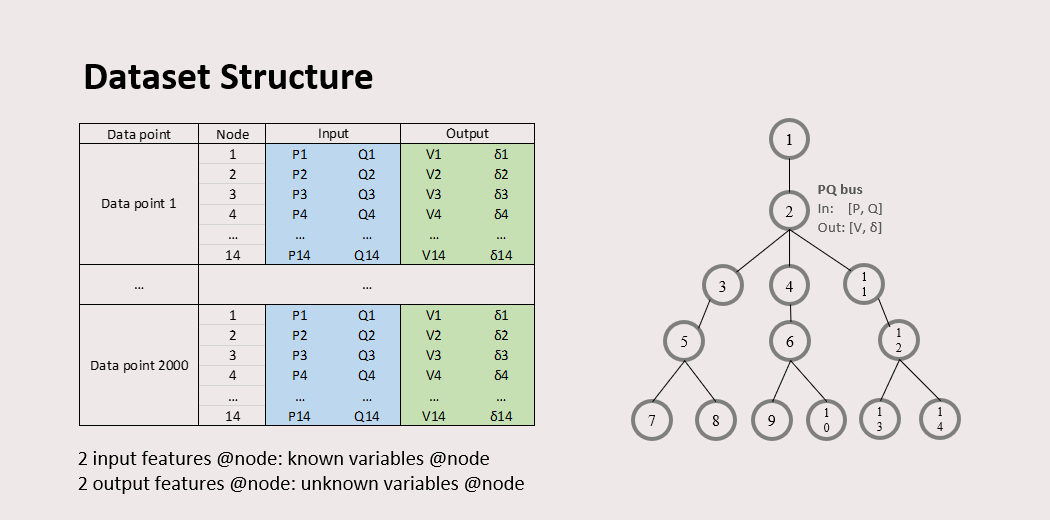 Dataset Structure
Data point Node Input Output
1 P1 Q1 V1 δ1
2 P2 Q2 V2 δ2
3 P3 Q3 V3 δ3
Data point 1
4 P4 Q4 V4 δ4
... ... ... ... ...
14 P14 Q14 V14 δ14
... ...
1 P1 Q1 V1 δ1
2 P2 Q2 V2 δ2
3 P3 Q3 V3 δ3
Data point 2000
4 P4 Q4 V4 δ4
... ... ... ... ...
14 P14 Q14 V14 δ14
2 input features @node: known variables @node
2 output features @node: unknown variables @node
1
PQ bus
2 In: [P, Q]
Out: [V, δ]
3 4 11
5 6 12
7 8 9 10 13 14